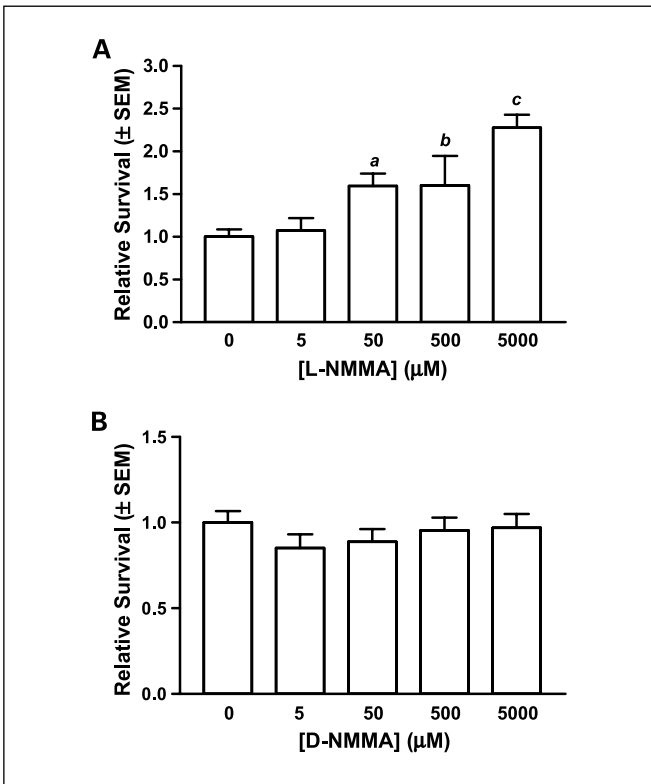 A
Relative Survival (± SEM)
3.0
2.5
2.0
1.5
1.0
0.5
0.0
a
b
c
0 5 50 500 5000
[L-NMMA] (μM)
B
Relative Survival (± SEM)
1.5
1.0
0.5
0.0
0 5 50 500 5000
[D-NMMA] (μM)